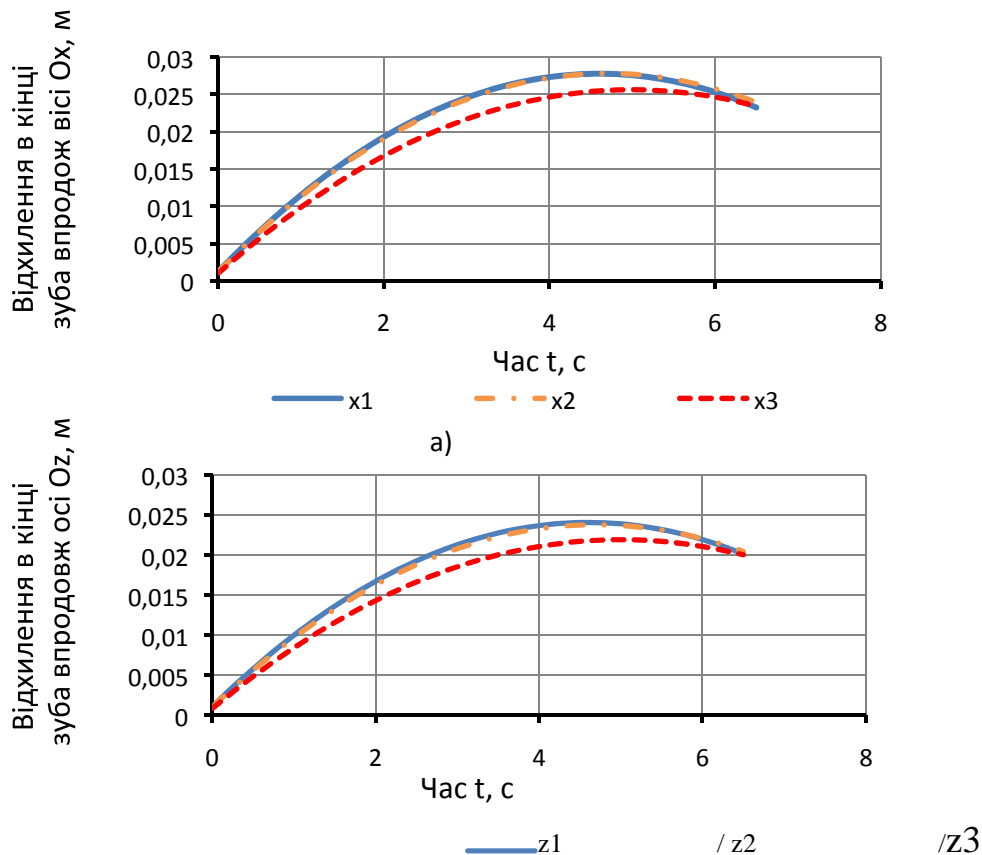 Відхилення в кінці
зуба впродож вісі Ох, м
0,03
0,025
0,02
0,015
0,01
0,005
0
0 2 4 6 8
Час t, с
x1 x2 x3
а)
Відхилення в кінці
зуба впродовж осі Oz, м
0,03
0,025
0,02
0,015
0,01
0,005
0
0 2 4 6 8
Час t, с
z1 / z2 /z3